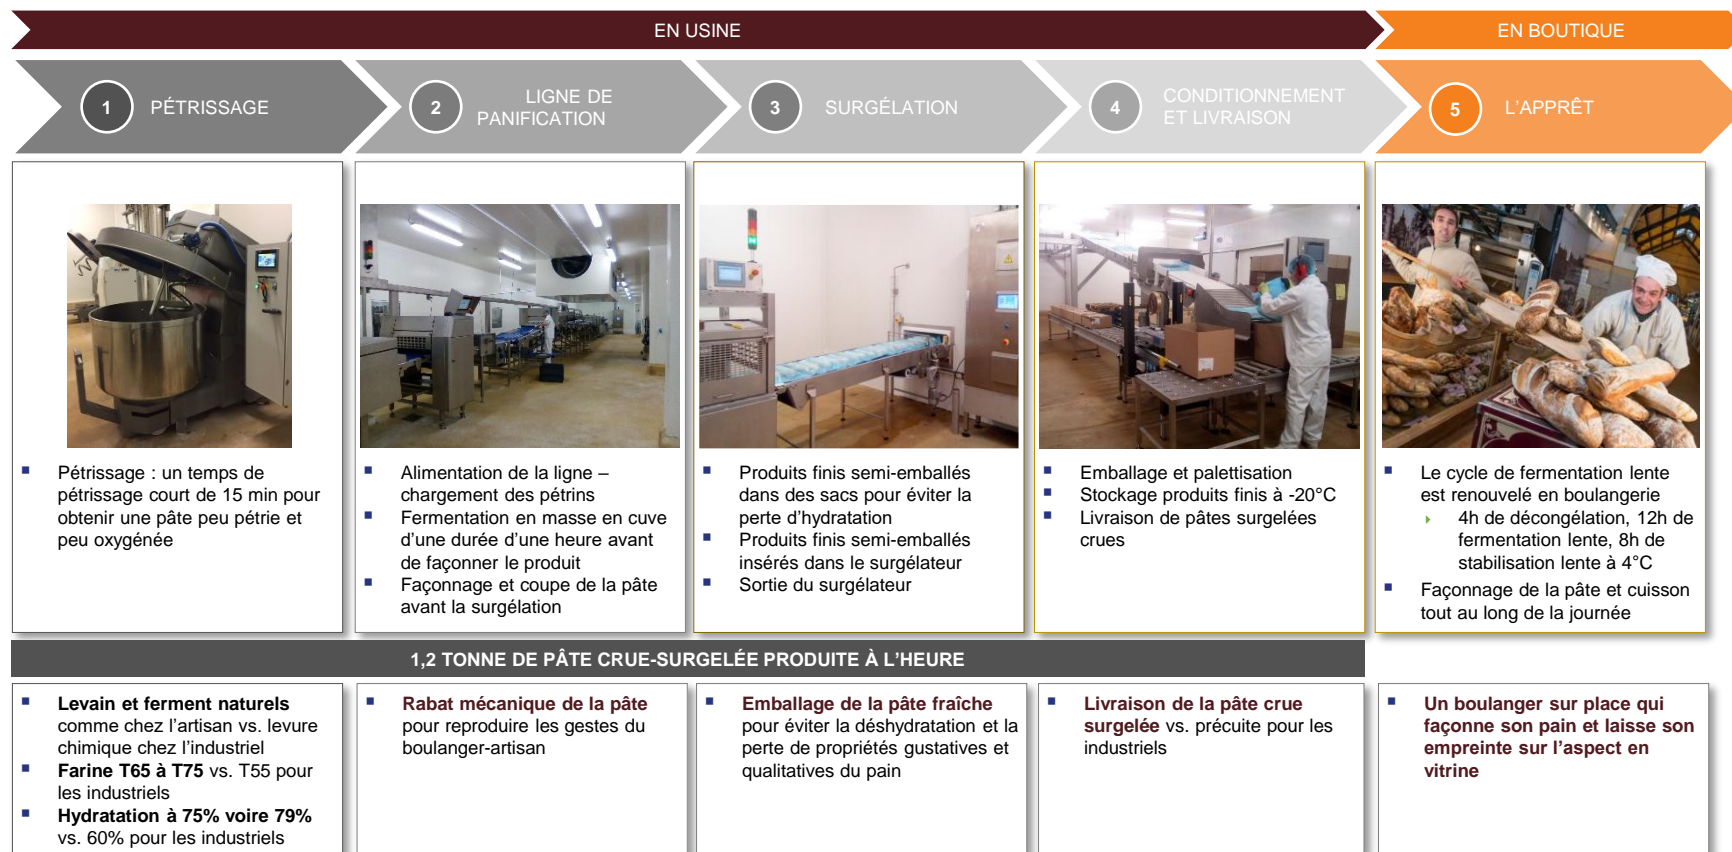 EN USINE
EN BOUTIQUE
1
PÉTRISSAGE
2
LIGNE DE
PANIFICATION
3
SURGÉLATION
4
CONDITIONNEMENT
ET LIVRAISON
5
L'APPRÊT
Pétrissage : un temps de
pétrissage court de 15 min pour
obtenir une pâte peu pétrie et
peu oxygénée
Alimentation de la ligne –
chargement des pétrins
Fermentation en masse en cuve
d'une durée d'une heure avant
de façonner le produit
Façonnage et coupe de la pâte
avant la surgélation
Produits finis semi-emballés
dans des sacs pour éviter la
perte d'hydratation
Produits finis semi-emballés
insérés dans le surgélateur
Sortie du surgélateur
Emballage et palettisation
Stockage produits finis à -20°C
Livraison de pâtes surgelées
crues
Le cycle de fermentation lente
est renouvelé en boulangerie
4h de décongélation, 12h de
fermentation lente, 8h de
stabilisation lente à 4°C
Façonnage de la pâte et cuisson
tout au long de la journée
1,2 TONNE DE PÂTE CRUE-SURGELÉE PRODUITE À L'HEURE
Levain et ferment naturels
comme chez l'artisan vs. levure
chimique chez l'industriel
Farine T65 à T75 vs. T55 pour
les industriels
Hydratation à 75% voire 79%
vs. 60% pour les industriels
Rabat mécanique de la pâte
pour reproduire les gestes du
boulanger-artisan
Emballage de la pâte fraîche
pour éviter la déshydratation et la
perte de propriétés gustatives et
qualitatives du pain
Livraison de la pâte crue
surgelée vs. précuite pour les
industriels
Un boulanger sur place qui
façonne son pain et laisse son
empreinte sur l'aspect en
vitrine